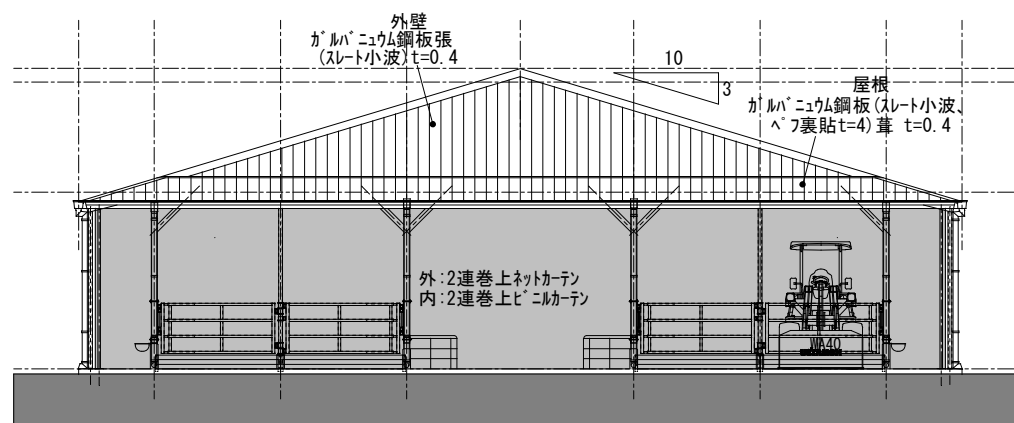 外壁
ガルバニュウム鋼板張
(スレート小波)t=0.4
10
3
屋根
ガルバニュウム鋼板(スレート小波、
ペフ裏貼t=4)葺 t=0.4
外:2連巻上ネットカーテン
内:2連巻上ビニルカーテン
WA40